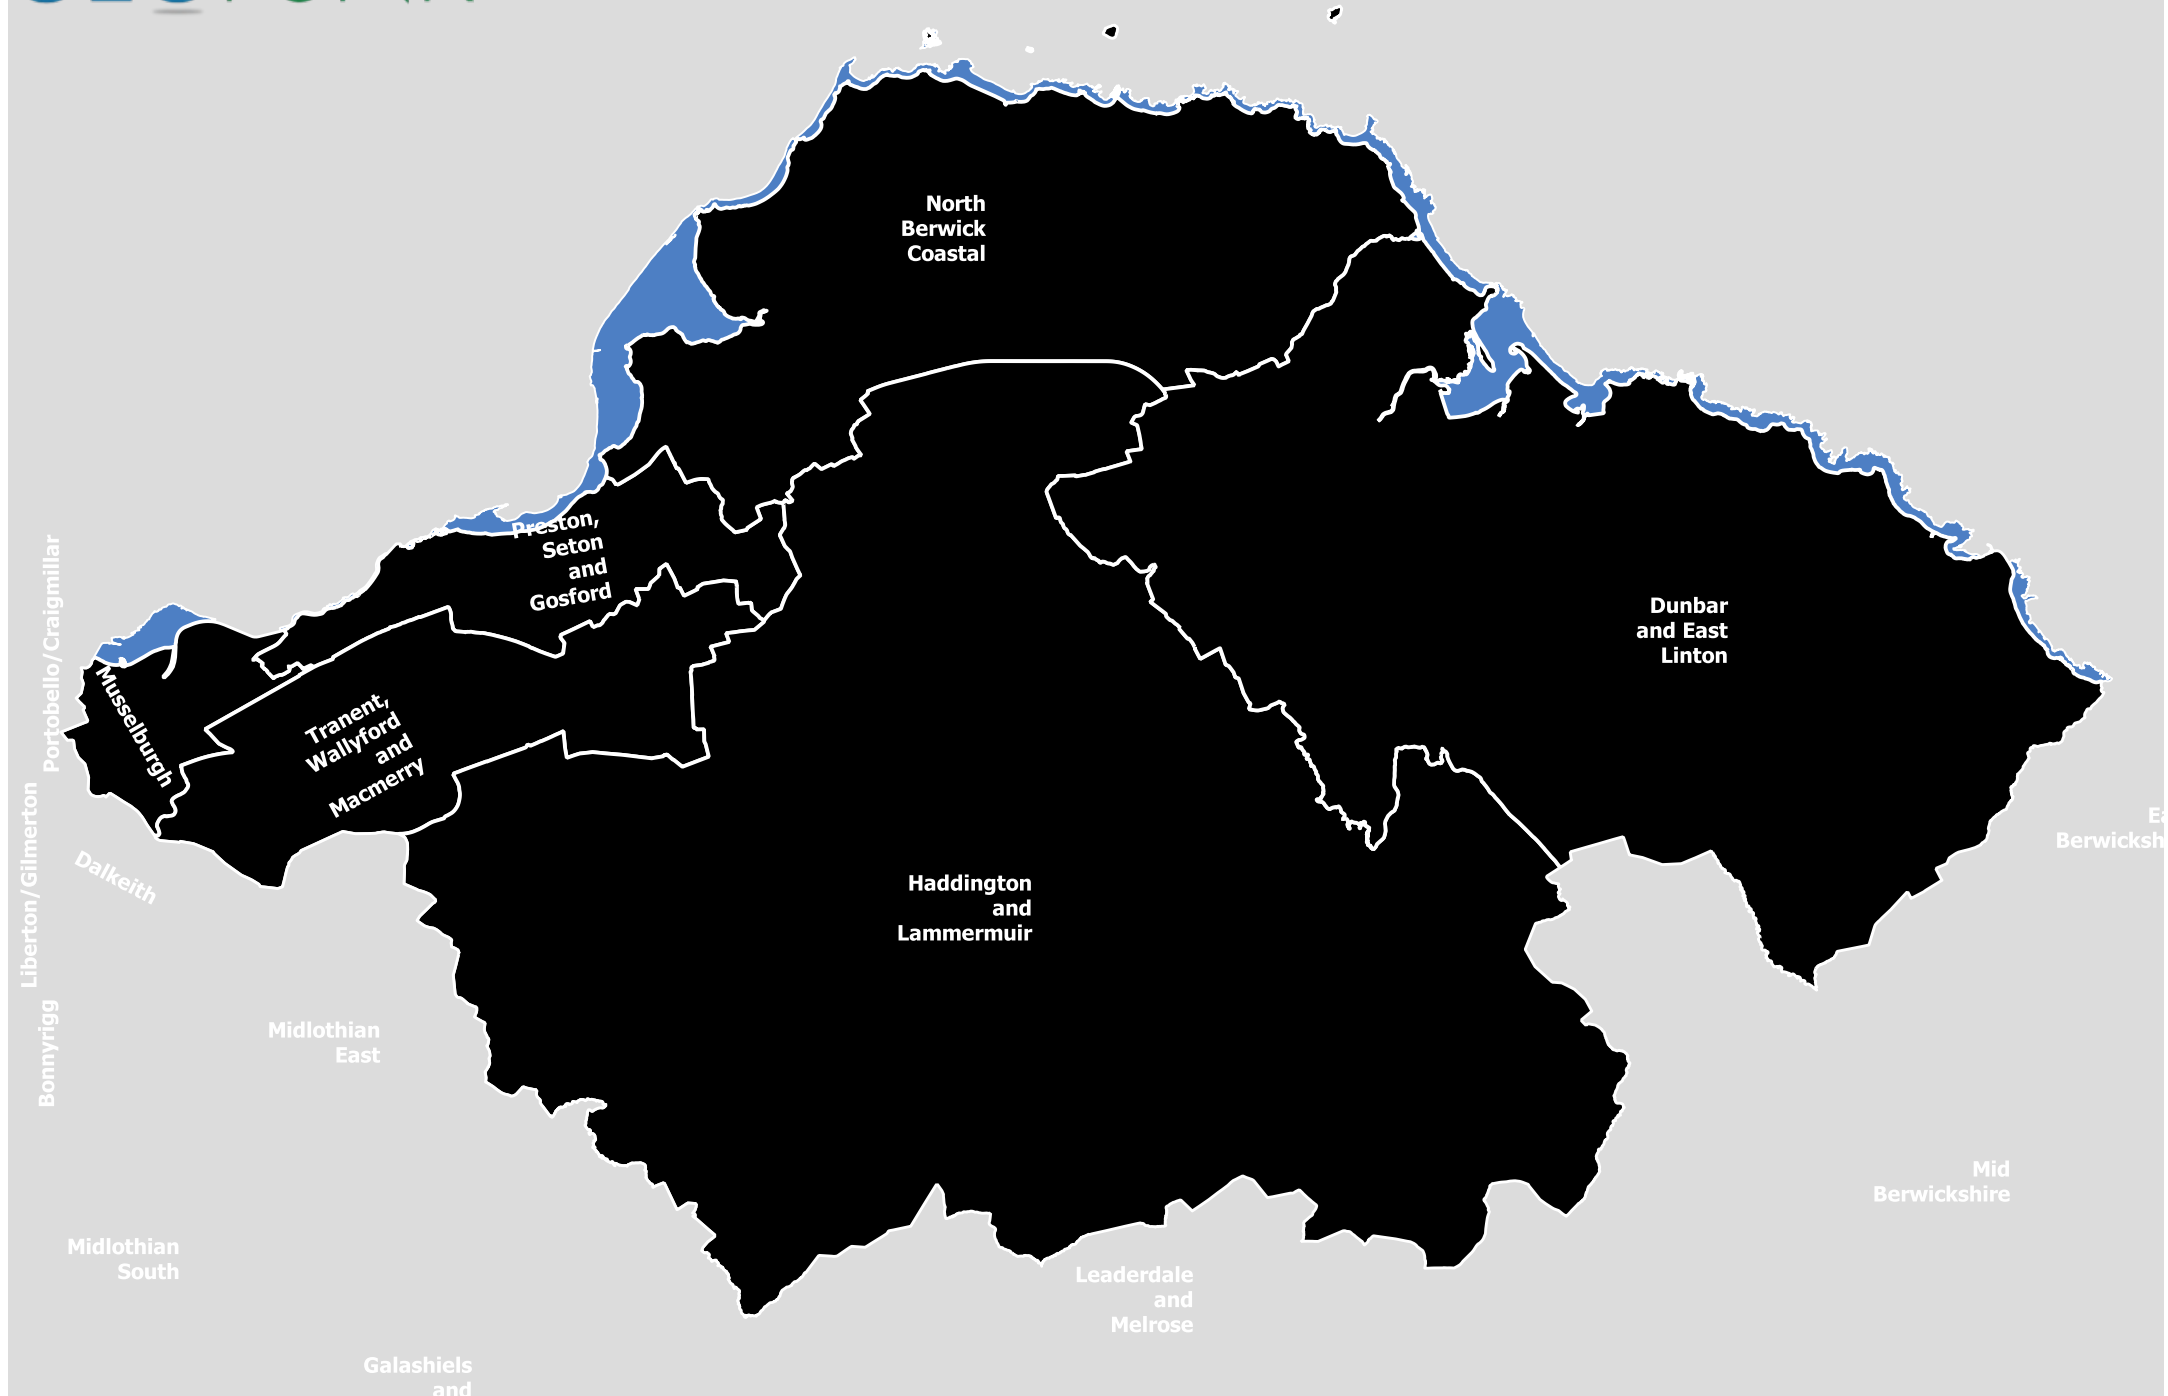 North
Berwick
Coastal
Preston,
Seton
and
Gosford
Dunbar
and East
Linton
Portobello/Craigmillar
Musselburgh
Tranent,
Wallyford
and
Macmerry
Liberton/Gilmerton
Dalkeith
Haddington
and
Lammermuir
Bonnyrigg
Midlothian
East
Mid
Berwickshire
Midlothian
South
Leaderdale
and
Melrose
Galashiels
and